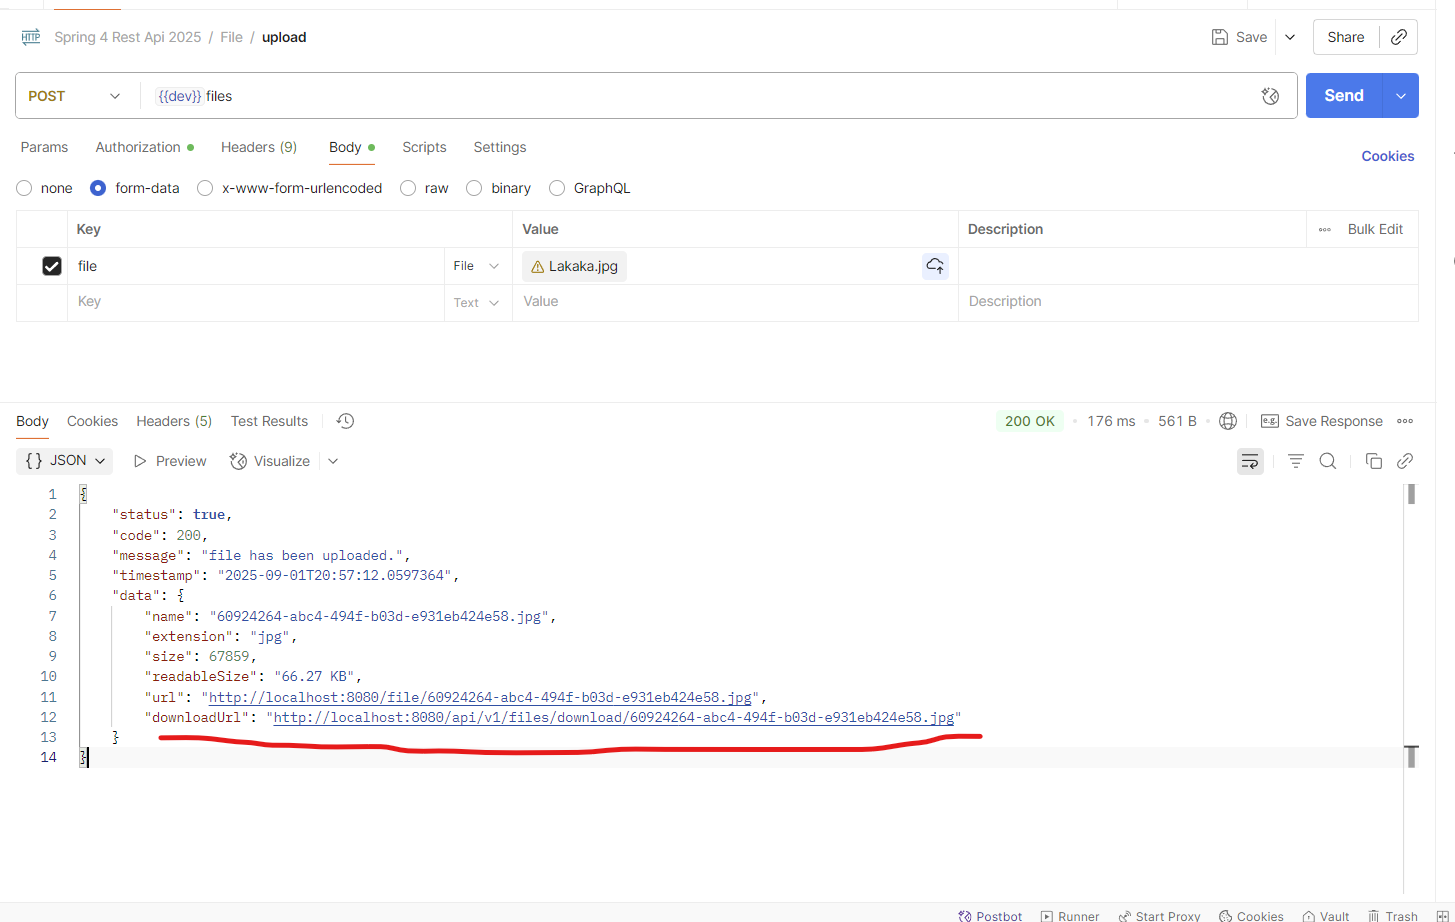 HTTP Spring 4 Rest Api 2025 / File / upload Save Share
POST {{dev}} files Send
Params Authorization Headers (9) Body Scripts Settings Cookies
none form-data x-www-form-urlencoded raw binary GraphQL
Key Value Description Bulk Edit
file File Lakaka.jpg
Key Text Value Description
Body Cookies Headers (5) Test Results 200 OK 176 ms 561 B e.g. Save Response
{} JSON Preview Visualize
1 {
2 "status": true,
3 "code": 200,
4 "message": "file has been uploaded.",
5 "timestamp": "2025-09-01T20:57:12.0597364",
6 "data": {
7 "name": "60924264-abc4-494f-b03d-e931eb424e58.jpg",
8 "extension": "jpg",
9 "size": 67859,
10 "readableSize": "66.27 KB",
11 "url": "http://localhost:8080/file/60924264-abc4-494f-b03d-e931eb424e58.jpg",
12 "downloadUrl": "http://localhost:8080/api/v1/files/download/60924264-abc4-494f-b03d-e931eb424e58.jpg"
13 }
14 }
Postbot Runner Start Proxy Cookies Vault Trash